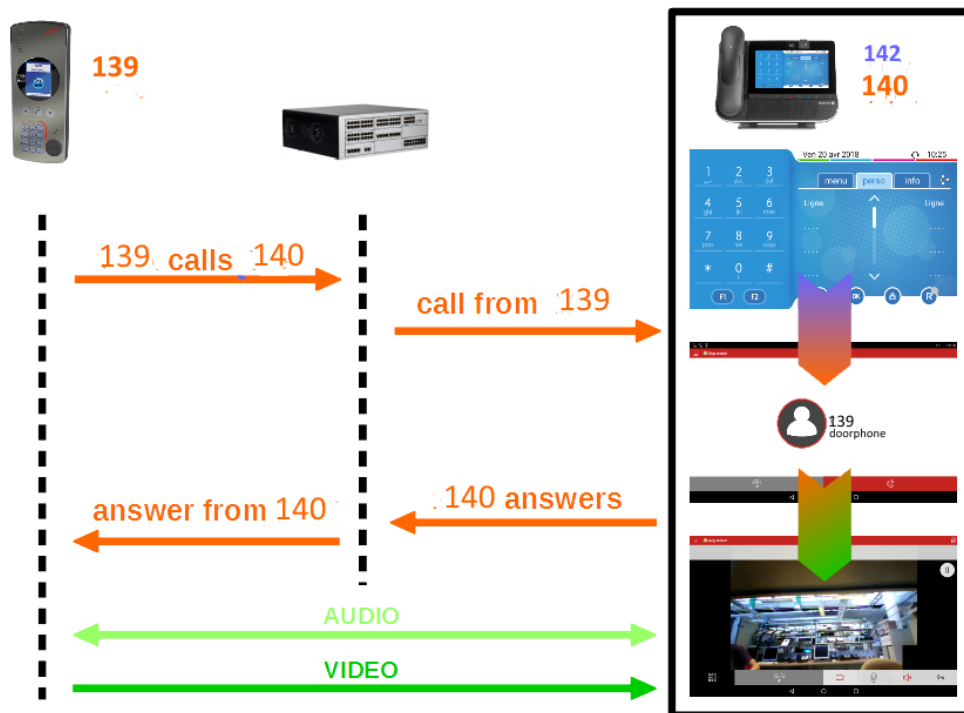 139
142
140
Ven 20 avr 2018
10:25
menu
perso
info
Ligne
Ligne
1
2
abc
3
def
4
ghi
5
jkl
6
mno
7
8
tuv
9
*
0
#
F1
F2
OK
R
139 calls 140
call from 139
139
doorphone
140 answers
answer from 140
AUDIO
VIDEO